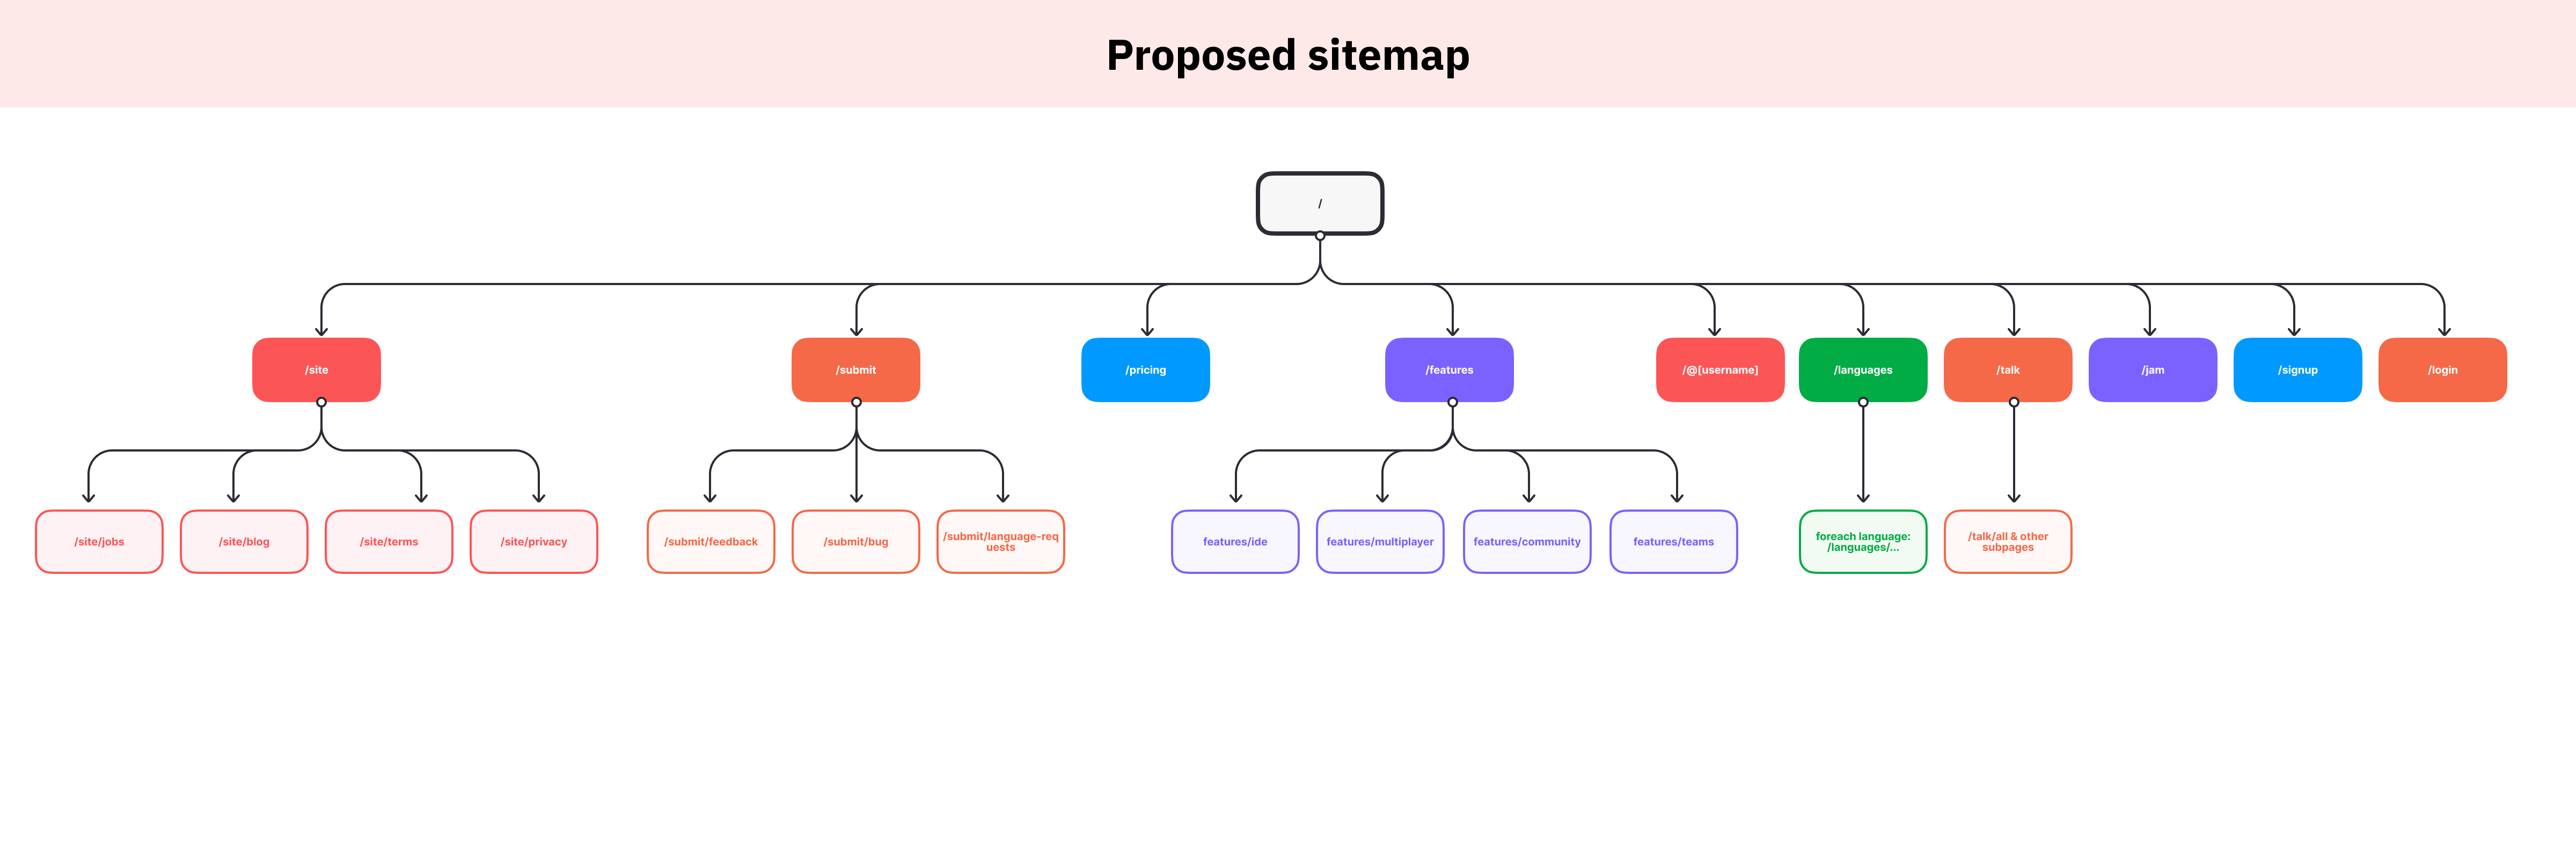 Proposed sitemap
/
/site
/submit
/pricing
/features
/@[username]
/languages
/talk
/jam
/signup
/login
/site/jobs
/site/blog
/site/terms
/site/privacy
/submit/feedback
/submit/bug
/submit/language-req
uests
features/ide
features/multiplayer
features/community
features/teams
foreach language:
/languages/...
/talk/all & other
subpages